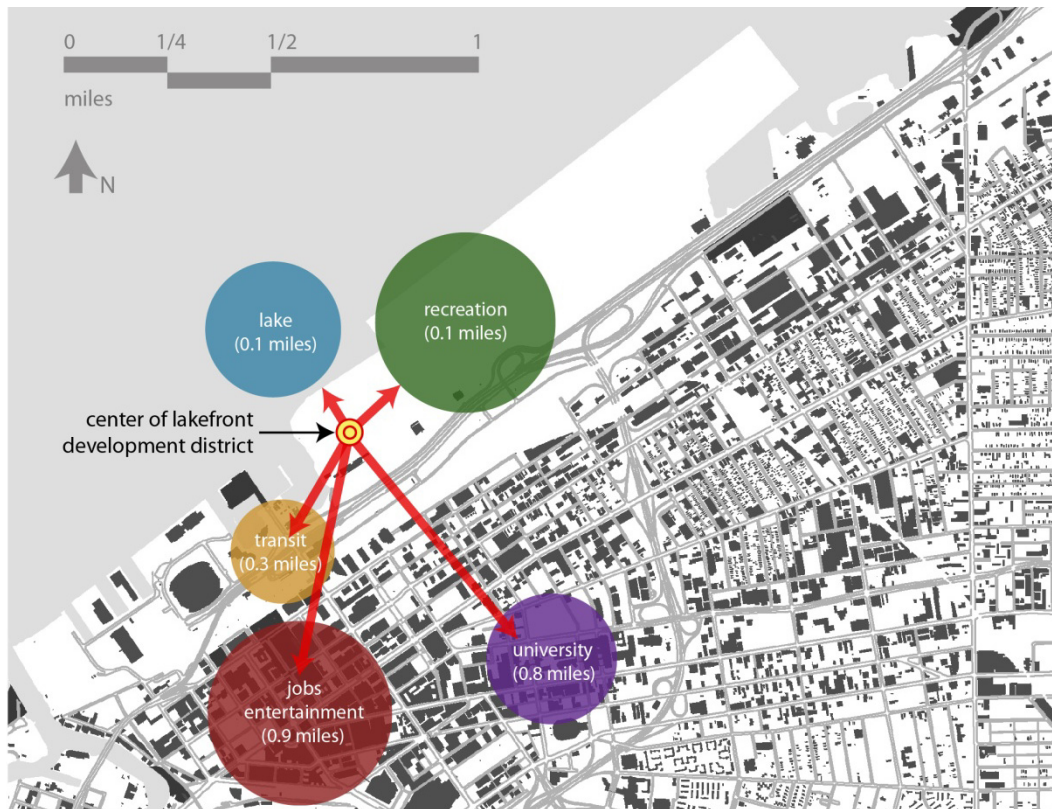 0 1/4 1/2 1
miles
N
lake
(0.1 miles)
recreation
(0.1 miles)
center of lakefront
development district
transit
(0.3 miles)
university
(0.8 miles)
jobs
entertainment
(0.9 miles)